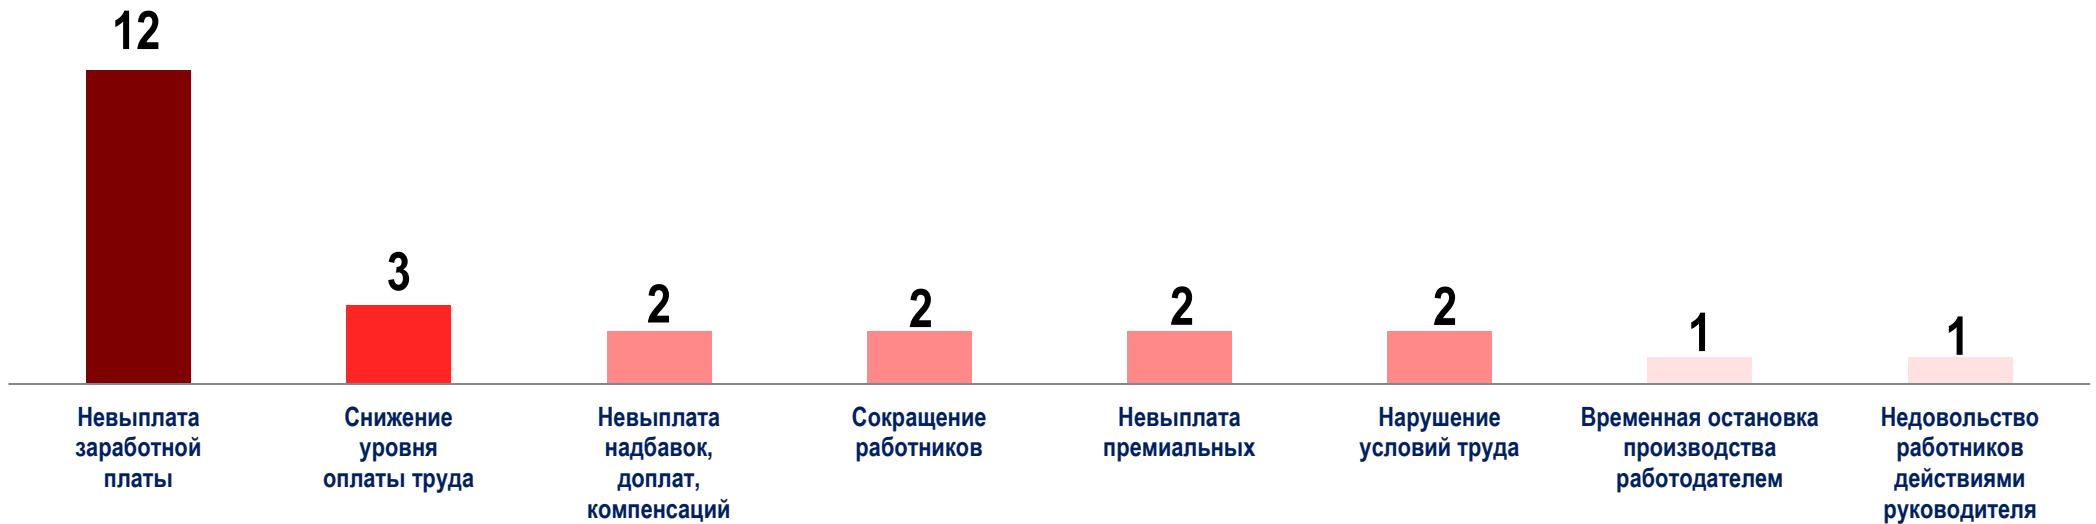 12
3
2
2
2
2
1
1
Невыплата
заработной
платы
Снижение
уровня
оплаты труда
Невыплата
надбавок,
доплат,
компенсаций
Сокращение
работников
Невыплата
премиальных
Нарушение
условий труда
Временная остановка
производства
работодателем
Недовольство
работников
действиями
руководителя